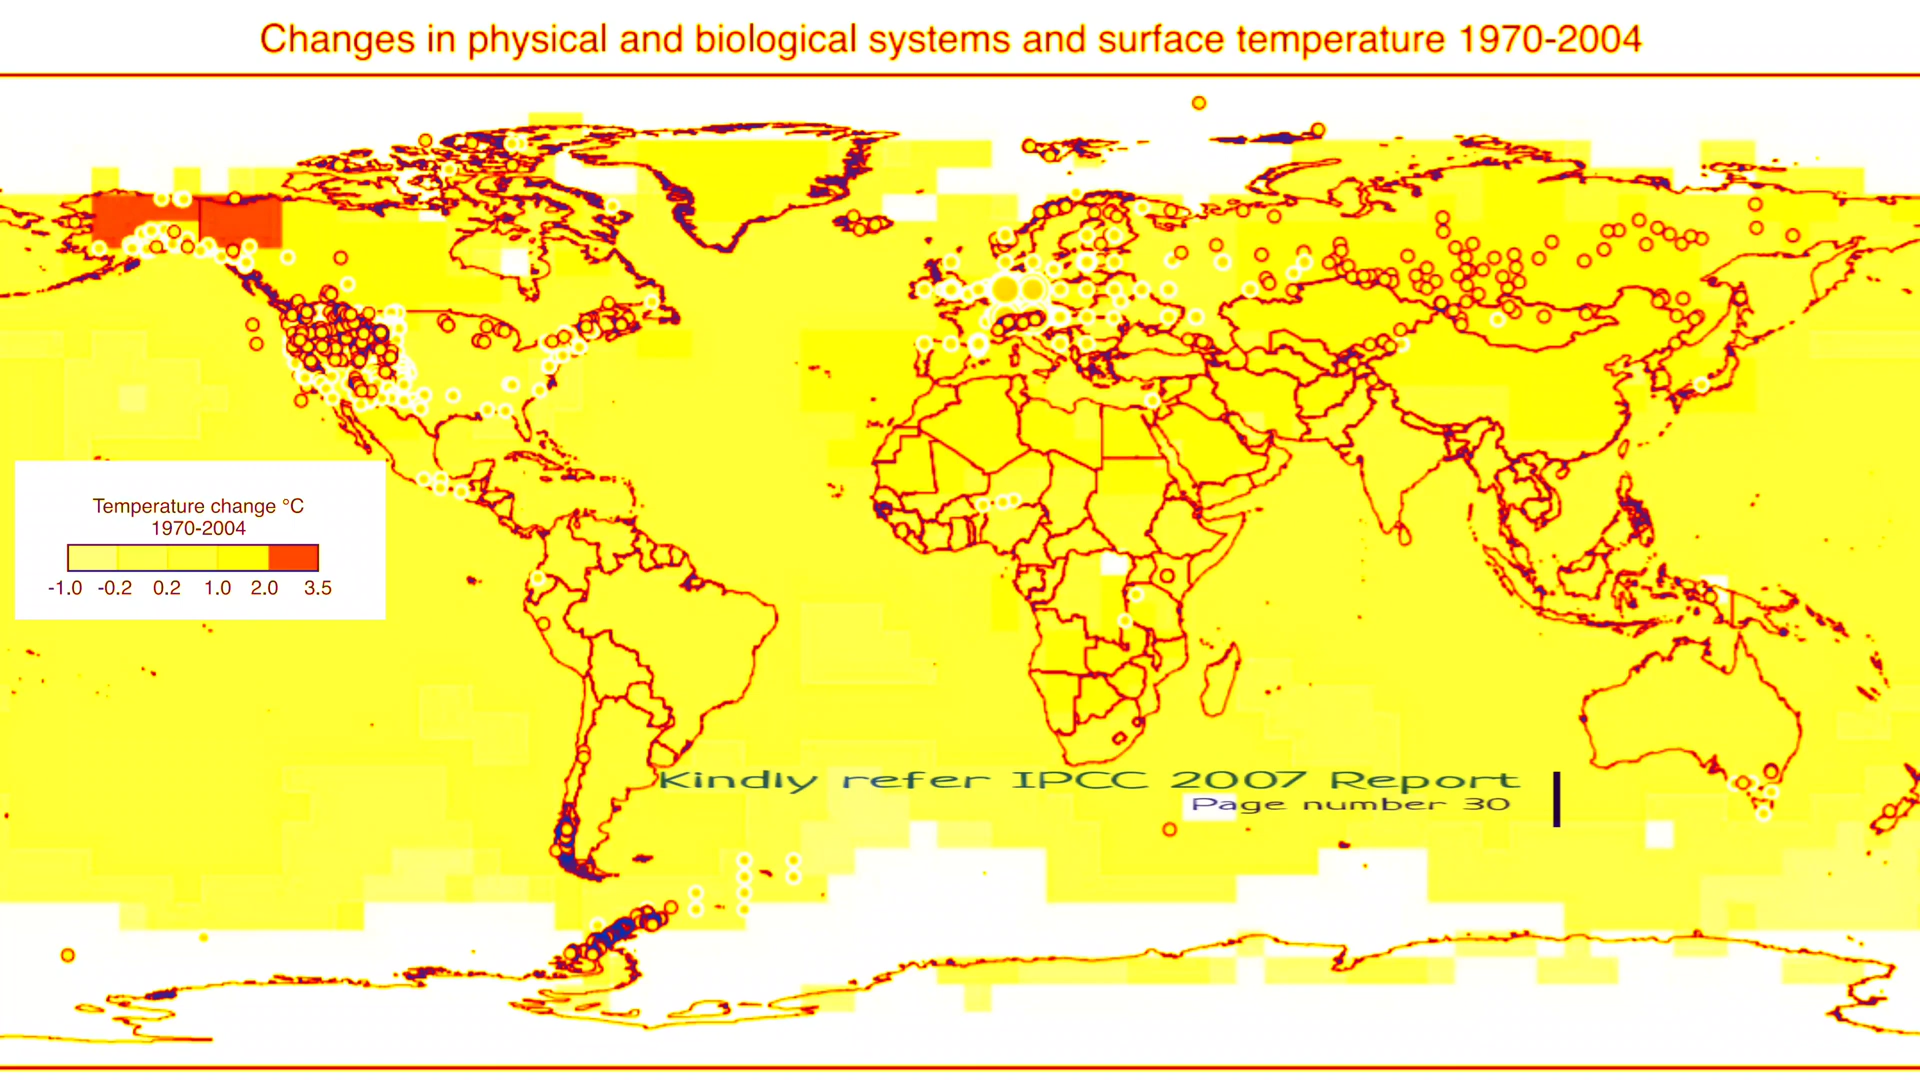 Changes in physical and biological systems and surface temperature 1970-2004
Temperature change °C
1970-2004
-1.0 -0.2 0.2 1.0 2.0 3.5
Kindly refer IPCC 2007 Report
Page number 30